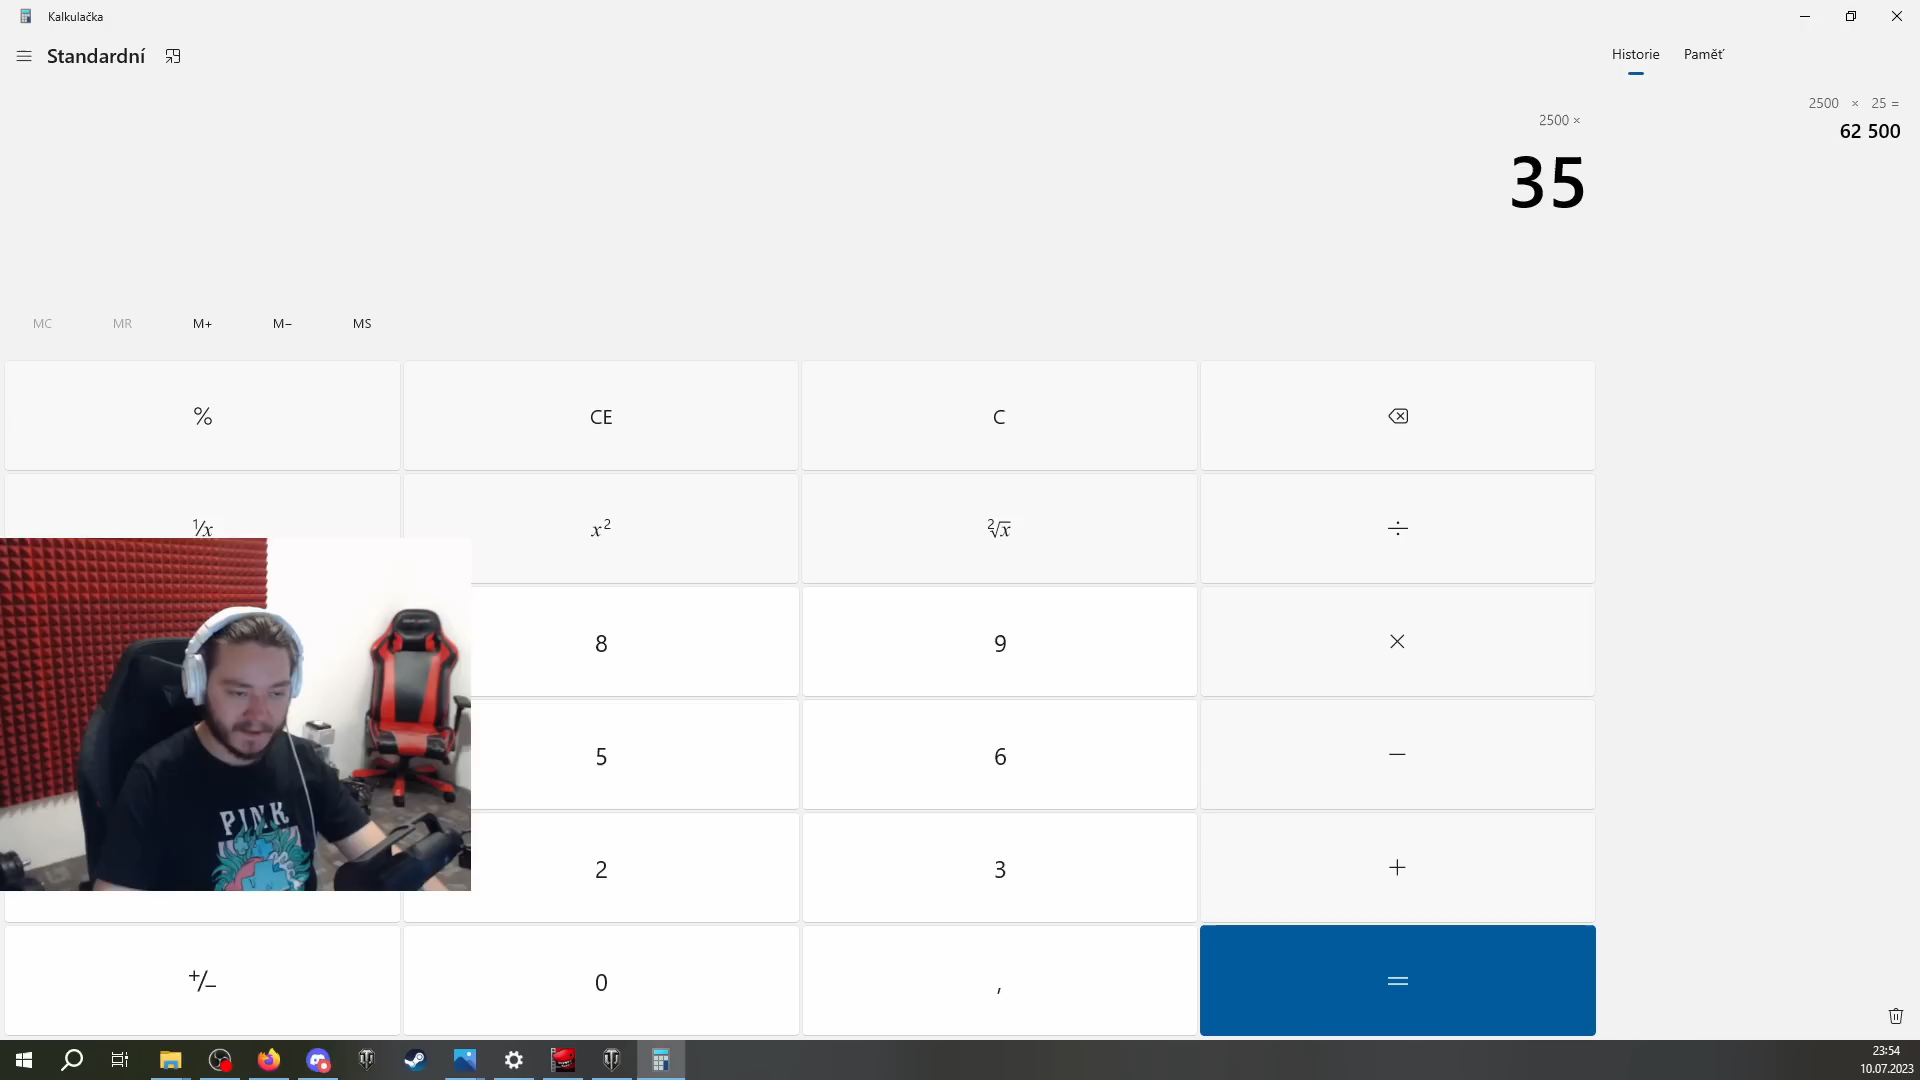 Kalkulačka
Standardní
Historie
Paměť
2500 ×
35
2500 × 25 =
62 500
MC
MR
M+
M−
MS
%
CE
C
⅟x
x²
²√x
÷
8
9
×
5
6
−
2
3
+
+/−
0
,
=
PINK
23:54
10.07.2023